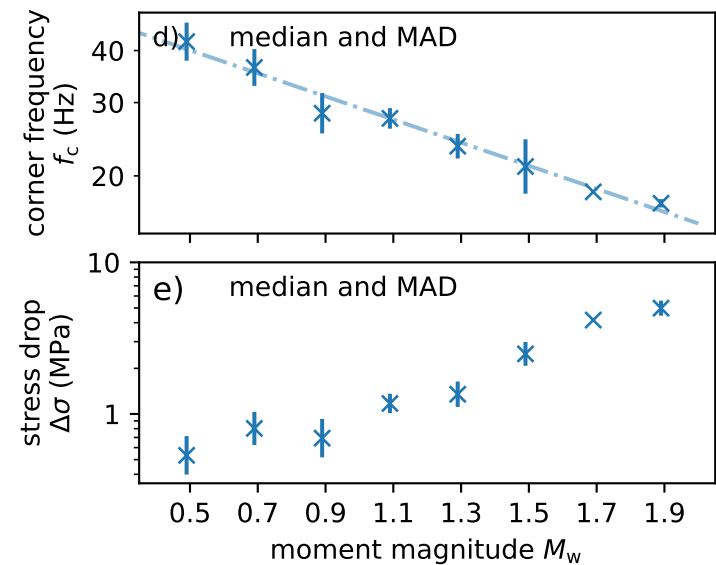 d) median and MAD
40
30
20
corner frequency
f_c (Hz)
e) median and MAD
10
1
stress drop
Δσ (MPa)
0.5 0.7 0.9 1.1 1.3 1.5 1.7 1.9
moment magnitude M_w